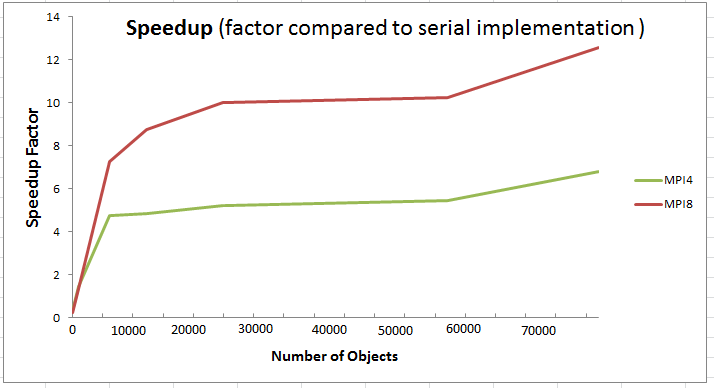 Speedup (factor compared to serial implementation)
14
12
10
8
6
4
2
0
Speedup Factor
0 10000 20000 30000 40000 50000 60000 70000
Number of Objects
MPI4
MPI8